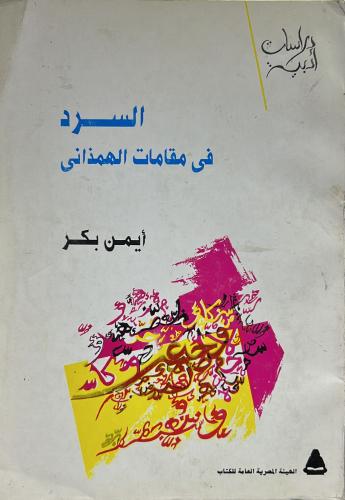 دراسات
أدبية
السرد
فى مقامات الهمذانى
أيمن بكر
الهيئة المصرية العامة للكتاب